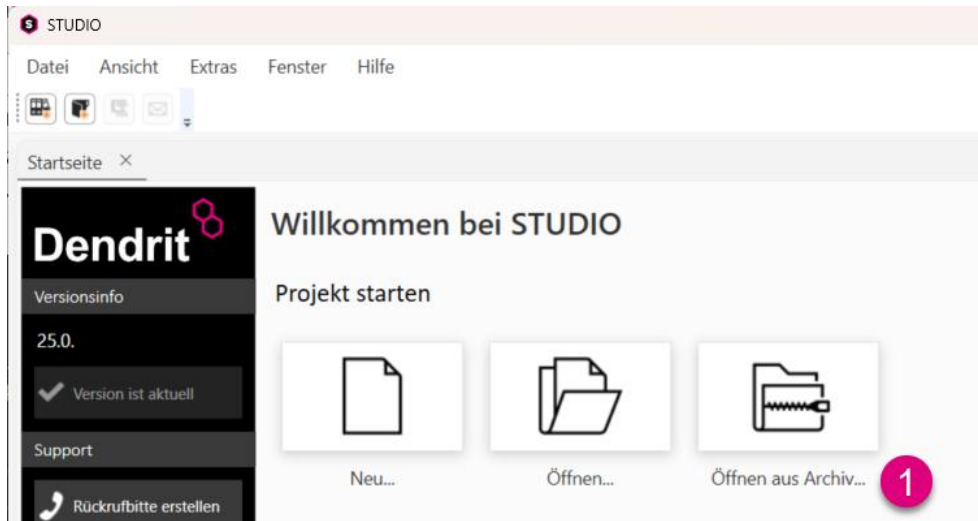 STUDIO
Datei Ansicht Extras Fenster Hilfe
Startseite
Dendrit
Versionsinfo
25.0.
Version ist aktuell
Support
Rückrufbitte erstellen
Willkommen bei STUDIO
Projekt starten
Neu...
Öffnen...
Öffnen aus Archiv...
1